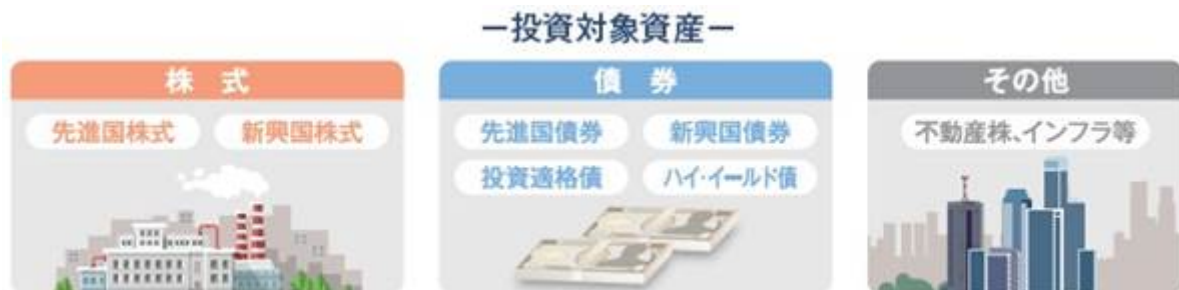 ー投資対象資産ー
株 式
先進国株式 新興国株式
債 券
先進国債券 新興国債券
投資適格債 ハイ・イールド債
その他
不動産株、インフラ等